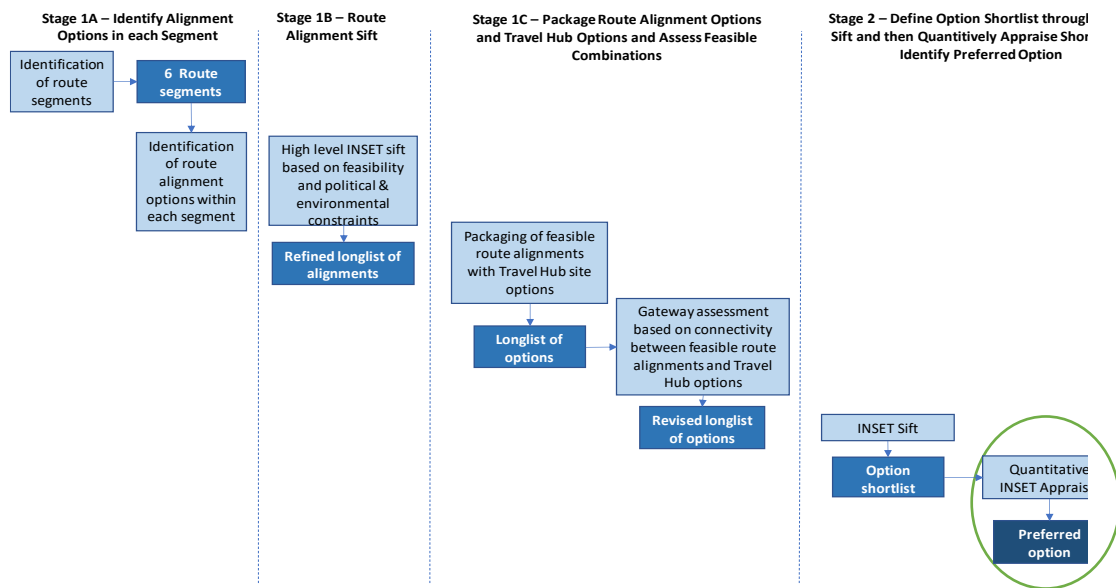 Stage 1A – Identify Alignment
Options in each Segment
Identification
of route
segments
6 Route
segments
Identification
of route
alignment
options within
each segment
Stage 1B – Route
Alignment Sift
High level INSET sift
based on feasibility
and political &
environmental
constraints
Refined longlist of
alignments
Stage 1C – Package Route Alignment Options
and Travel Hub Options and Assess Feasible
Combinations
Packaging of feasible
route alignments
with Travel Hub site
options
Longlist of
options
Gateway assessment
based on connectivity
between feasible route
alignments and Travel
Hub options
Revised longlist
of options
Stage 2 – Define Option Shortlist throug
Sift and then Quantitively Appraise Shor
Identify Preferred Option
INSET Sift
Option
shortlist
Quantitative
INSET Apprais
Preferred
option